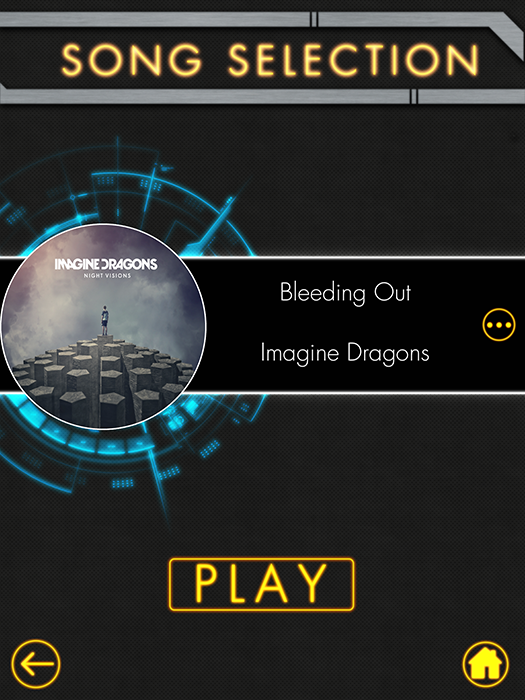 SONG SELECTION
IMAGINE DRAGONS
NIGHT VISIONS
Bleeding Out
Imagine Dragons
PLAY